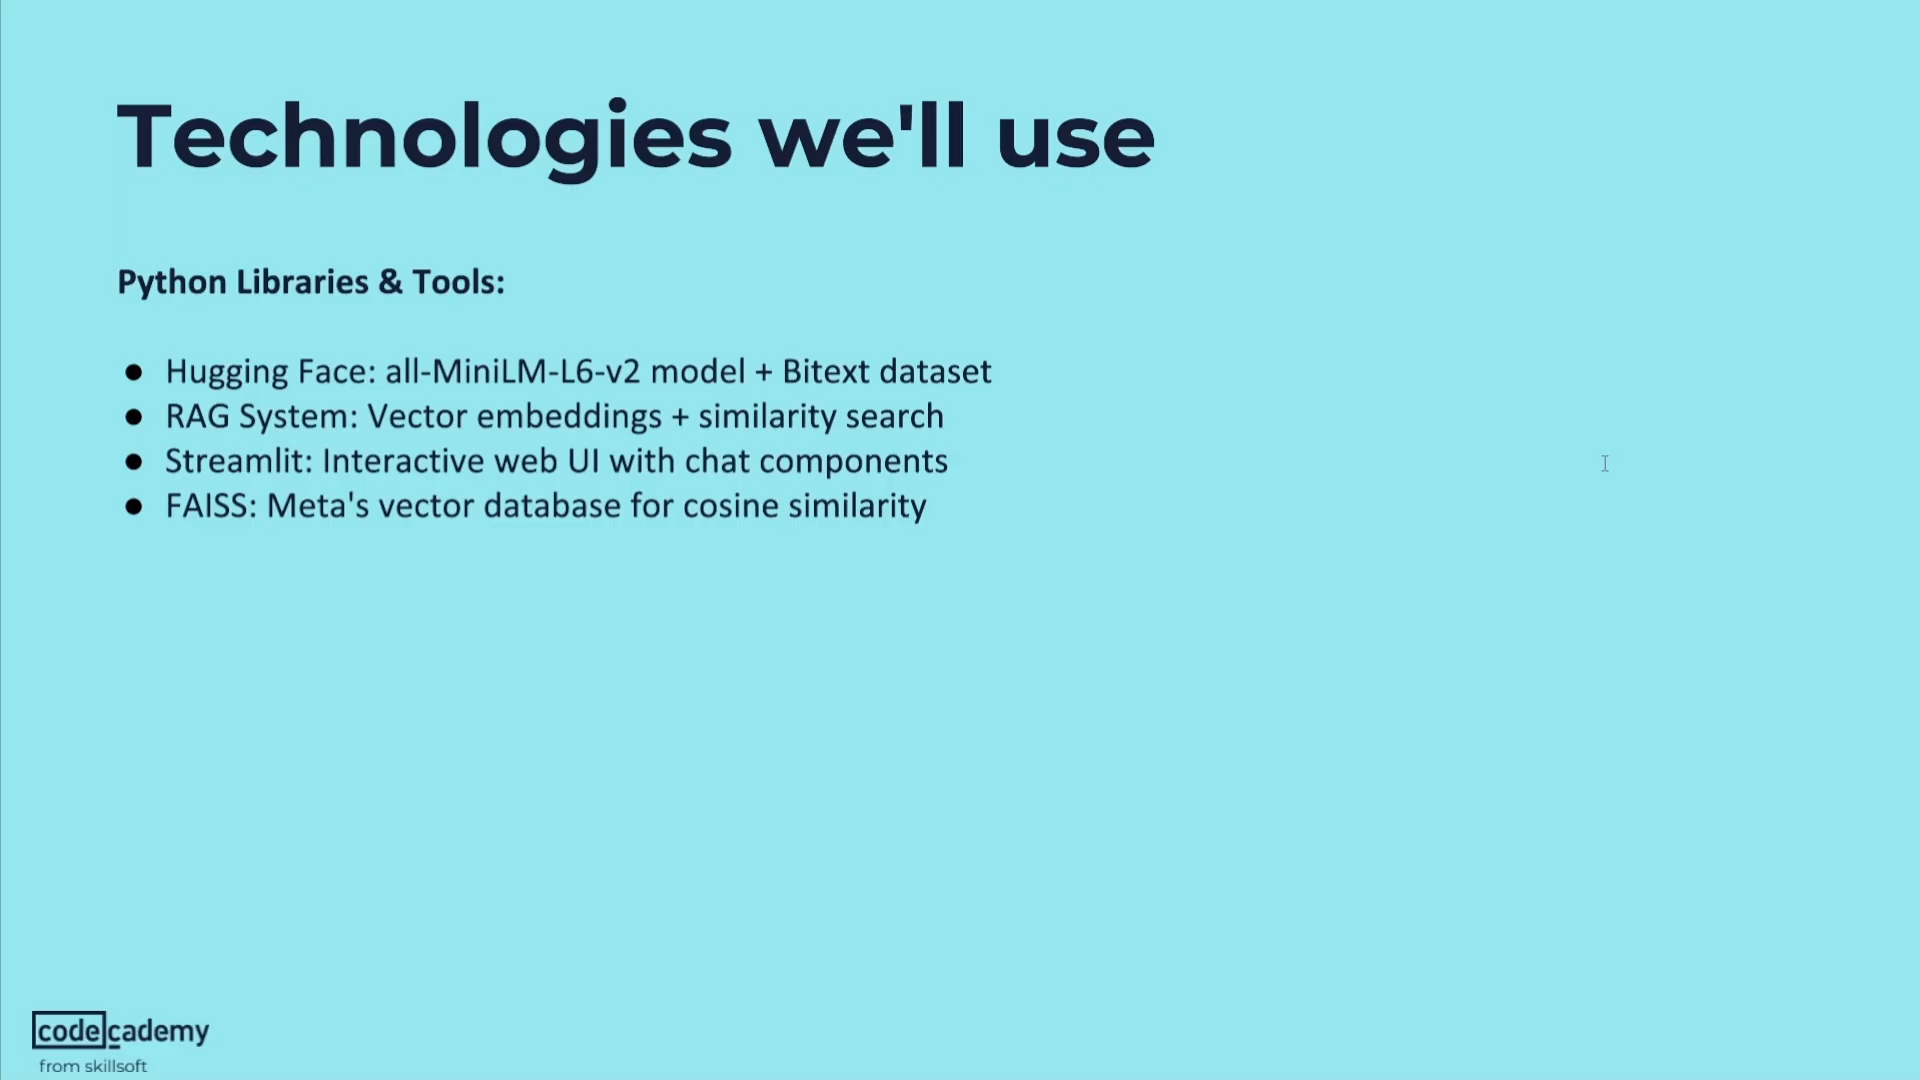 Technologies we'll use
Python Libraries & Tools:
● Hugging Face: all-MiniLM-L6-v2 model + Bitext dataset
● RAG System: Vector embeddings + similarity search
● Streamlit: Interactive web UI with chat components
● FAISS: Meta's vector database for cosine similarity
codecademy
from skillsoft